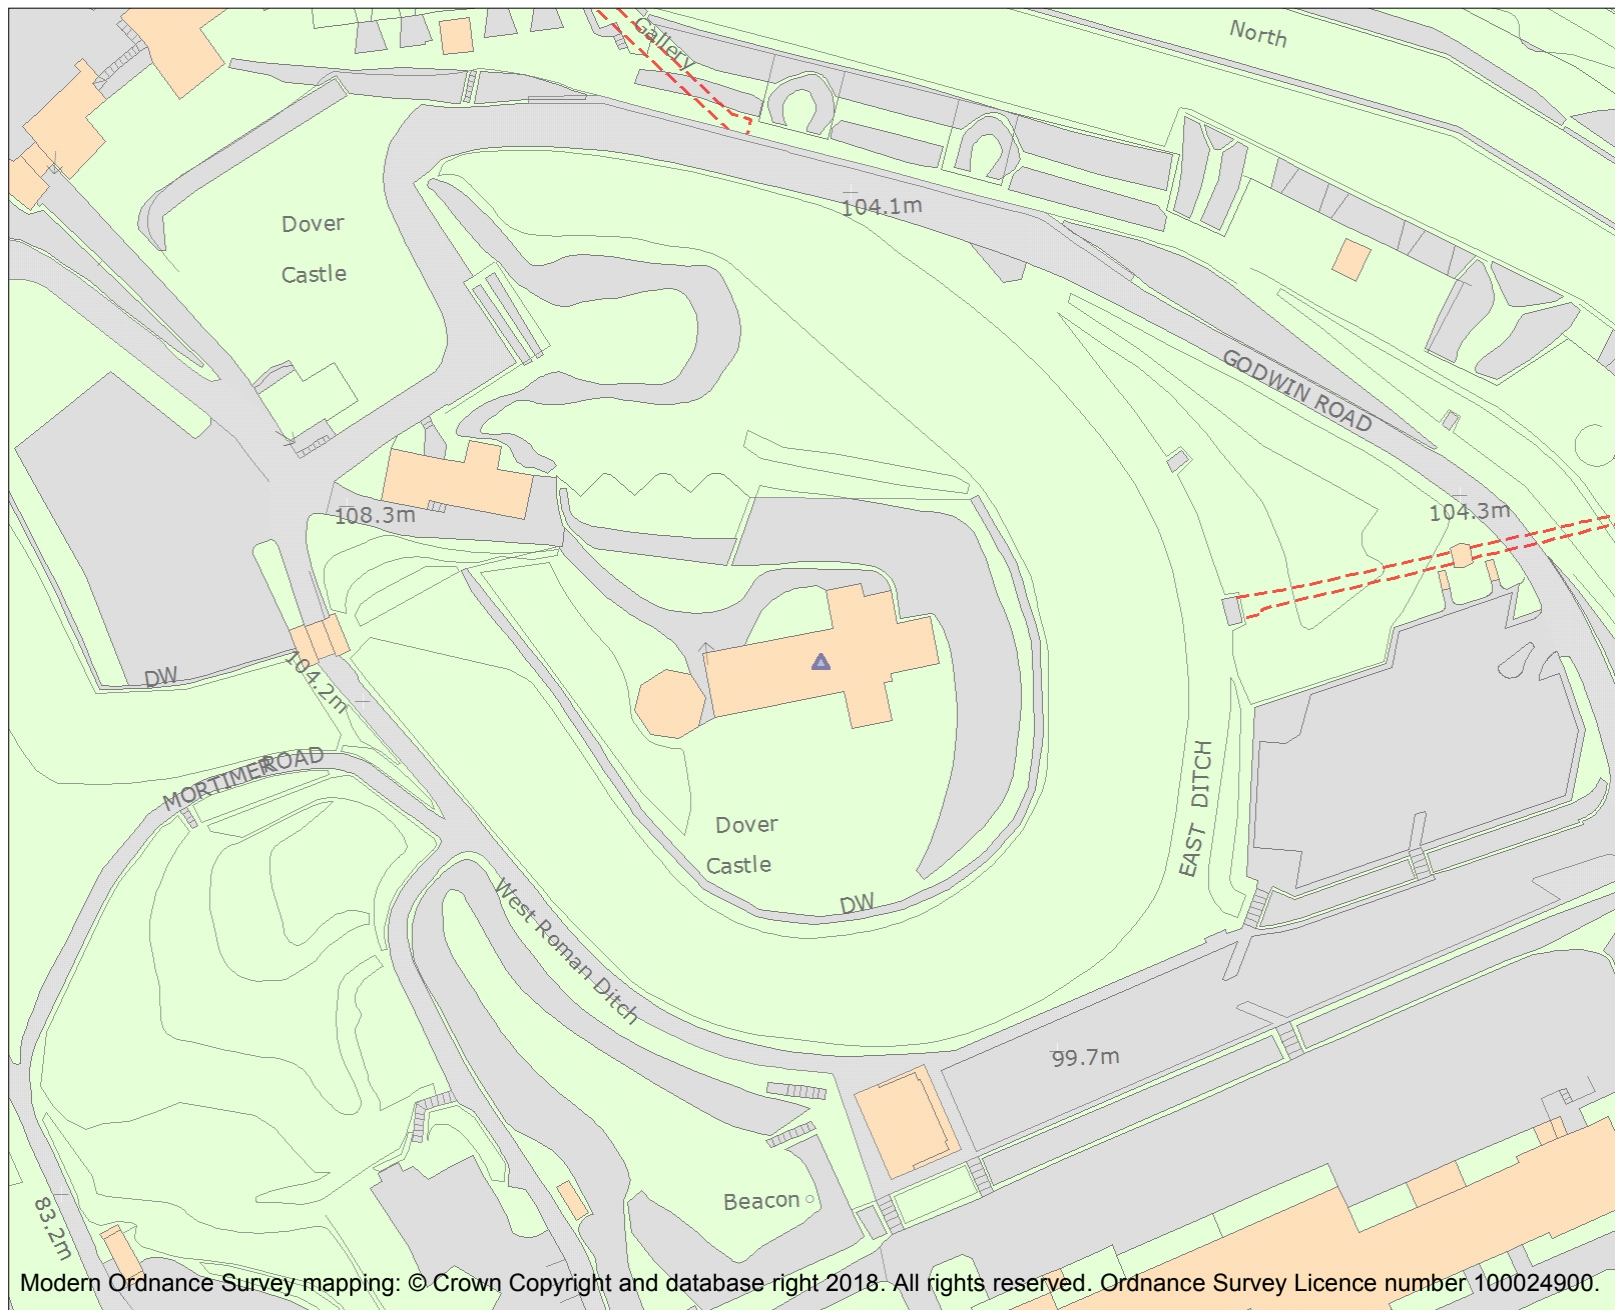 Gallery
North
104.1m
Dover
Castle
GODWIN ROAD
104.3m
108.3m
DW
104.2m
MORTIMER ROAD
EAST DITCH
Dover
Castle
DW
West Roman Ditch
99.7m
Beacon
83.2m
Modern Ordnance Survey mapping: © Crown Copyright and database right 2018. All rights reserved. Ordnance Survey Licence number 100024900.